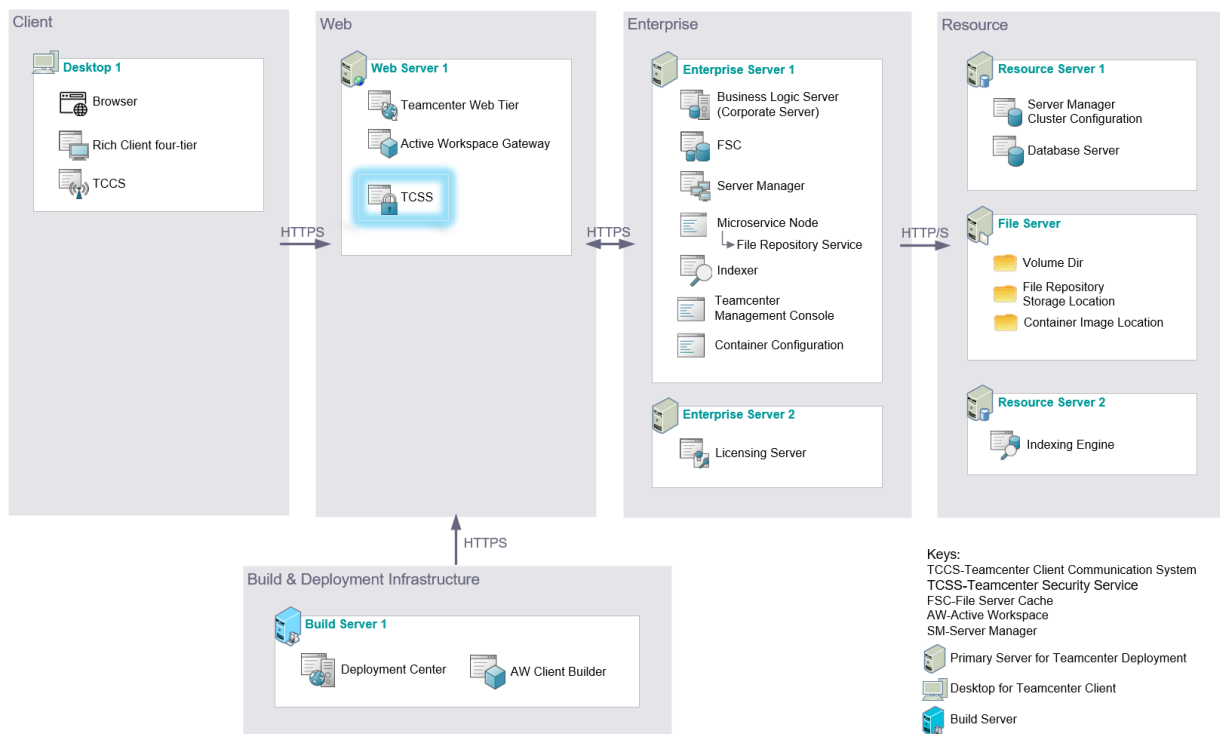 Client
Desktop 1
Browser
Rich Client four-tier
TCCS
HTTPS
Web
Web Server 1
Teamcenter Web Tier
Active Workspace Gateway
TCSS
HTTPS
Enterprise
Enterprise Server 1
Business Logic Server
(Corporate Server)
FSC
Server Manager
Microservice Node
File Repository Service
Indexer
Teamcenter
Management Console
Container Configuration
Enterprise Server 2
Licensing Server
HTTP/S
Resource
Resource Server 1
Server Manager
Cluster Configuration
Database Server
File Server
Volume Dir
File Repository
Storage Location
Container Image Location
Resource Server 2
Indexing Engine
HTTPS
Build & Deployment Infrastructure
Build Server 1
Deployment Center
AW Client Builder
Keys:
TCCS-Teamcenter Client Communication System
TCSS-Teamcenter Security Service
FSC-File Server Cache
AW-Active Workspace
SM-Server Manager
Primary Server for Teamcenter Deployment
Desktop for Teamcenter Client
Build Server